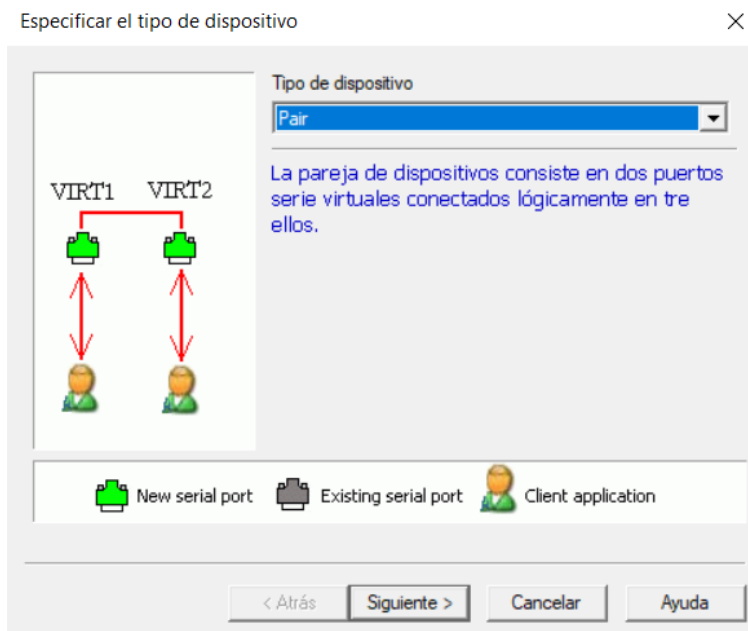 Especificar el tipo de dispositivo
Tipo de dispositivo
Pair
La pareja de dispositivos consiste en dos puertos
serie virtuales conectados lógicamente en tre
ellos.
VIRT1 VIRT2
New serial port Existing serial port Client application
< Atrás Siguiente > Cancelar Ayuda